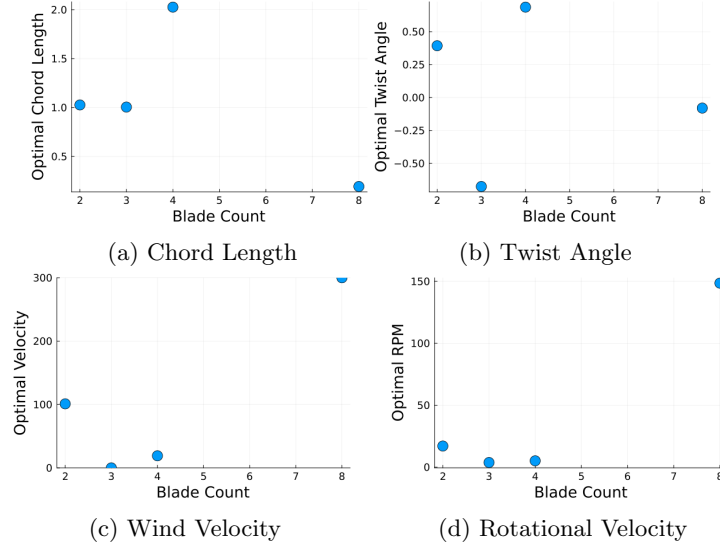 2.0
1.5
1.0
0.5
Optimal Chord Length
2 3 4 5 6 7 8
Blade Count
(a) Chord Length
0.50
0.25
0.00
−0.25
−0.50
Optimal Twist Angle
2 3 4 5 6 7 8
Blade Count
(b) Twist Angle
300
200
100
0
Optimal Velocity
2 3 4 5 6 7 8
Blade Count
(c) Wind Velocity
150
100
50
0
Optimal RPM
2 3 4 5 6 7 8
Blade Count
(d) Rotational Velocity